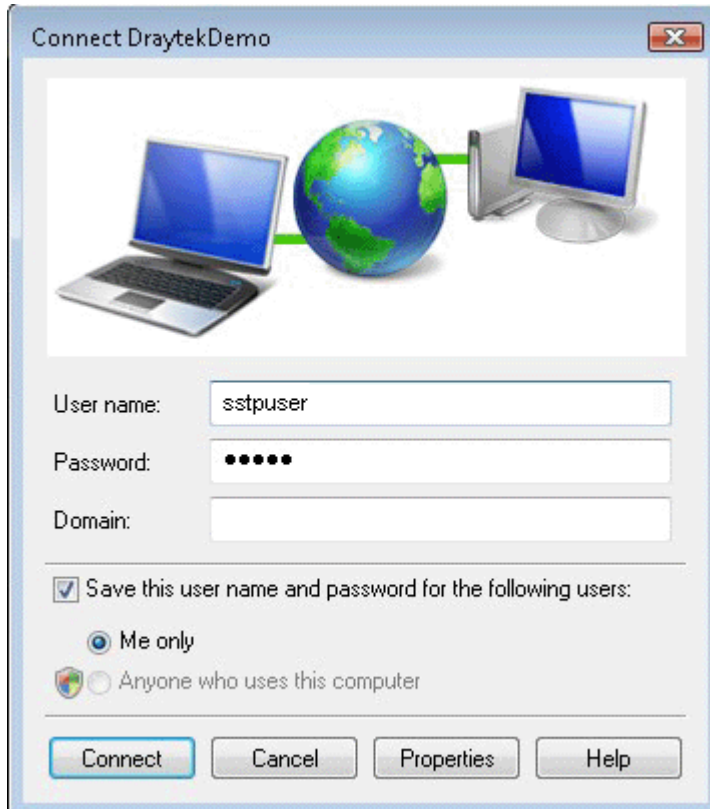 Connect DraytekDemo
User name: sstpuser
Password: •••••
Domain:
Save this user name and password for the following users:
Me only
Anyone who uses this computer
Connect Cancel Properties Help